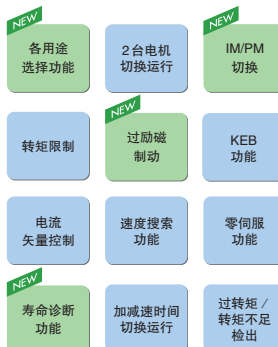 NEW
各用途
选择功能
2台电机
切换运行
NEW
IM/PM
切换
转矩限制
NEW
过励磁
制动
KEB
功能
电流
矢量控制
速度搜索
功能
零伺服
功能
NEW
寿命诊断
功能
加减速时间
切换运行
过转矩/
转矩不足
检出